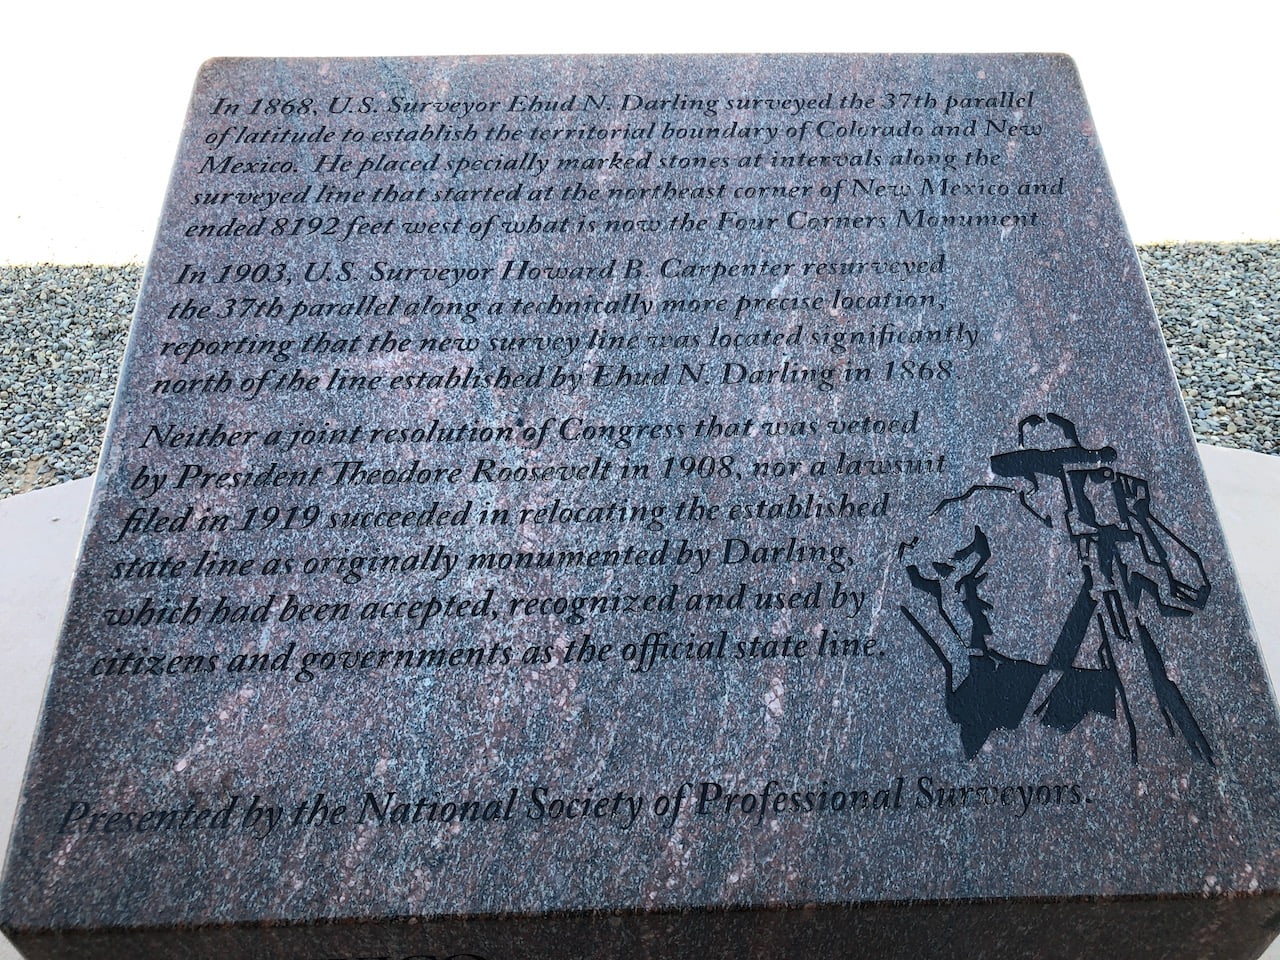 In 1868, U.S. Surveyor Ehud N. Darling surveyed the 37th parallel
of latitude to establish the territorial boundary of Colorado and New
Mexico. He placed specially marked stones at intervals along the
surveyed line that started at the northeast corner of New Mexico and
ended 8192 feet west of what is now the Four Corners Monument
In 1903, U.S. Surveyor Howard B. Carpenter resurveyed
the 37th parallel along a technically more precise location,
reporting that the new survey line was located significantly
north of the line established by Ehud N. Darling in 1868.
Neither a joint resolution of Congress that was vetoed
by President Theodore Roosevelt in 1908, nor a lawsuit
filed in 1919 succeeded in relocating the established
state line as originally monumented by Darling,
which had been accepted, recognized and used by
citizens and governments as the official state line.
Presented by the National Society of Professional Surveyors.